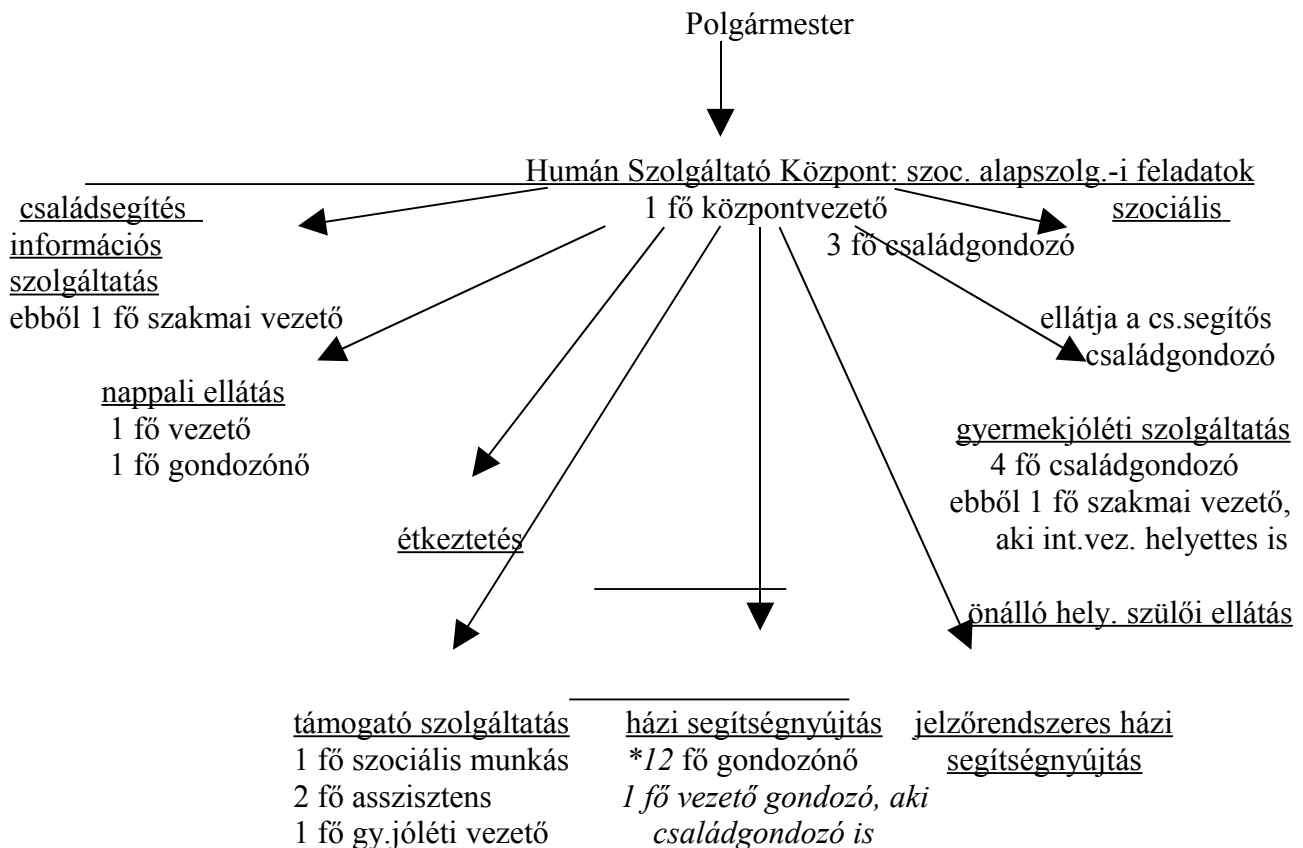 Polgármester
Humán Szolgáltató Központ: szoc. alapszolg.-i feladatok
családsegítés
információs
szolgáltatás
ebből 1 fő szakmai vezető
1 fő központvezető
3 fő családgondozó
szociális
ellátja a cs.segítős
családgondozó
nappali ellátás
1 fő vezető
1 fő gondozónő
gyermekjóléti szolgáltatás
4 fő családgondozó
ebből 1 fő szakmai vezető,
aki int.vez. helyettes is
étkeztetés
önálló hely. szülői ellátás
támogató szolgáltatás
1 fő szociális munkás
2 fő asszisztens
1 fő gy.jóléti vezető
házi segítségnyújtás
*12 fő gondozónő
1 fő vezető gondozó, aki
családgondozó is
jelzőrendszeres házi
segítségnyújtás